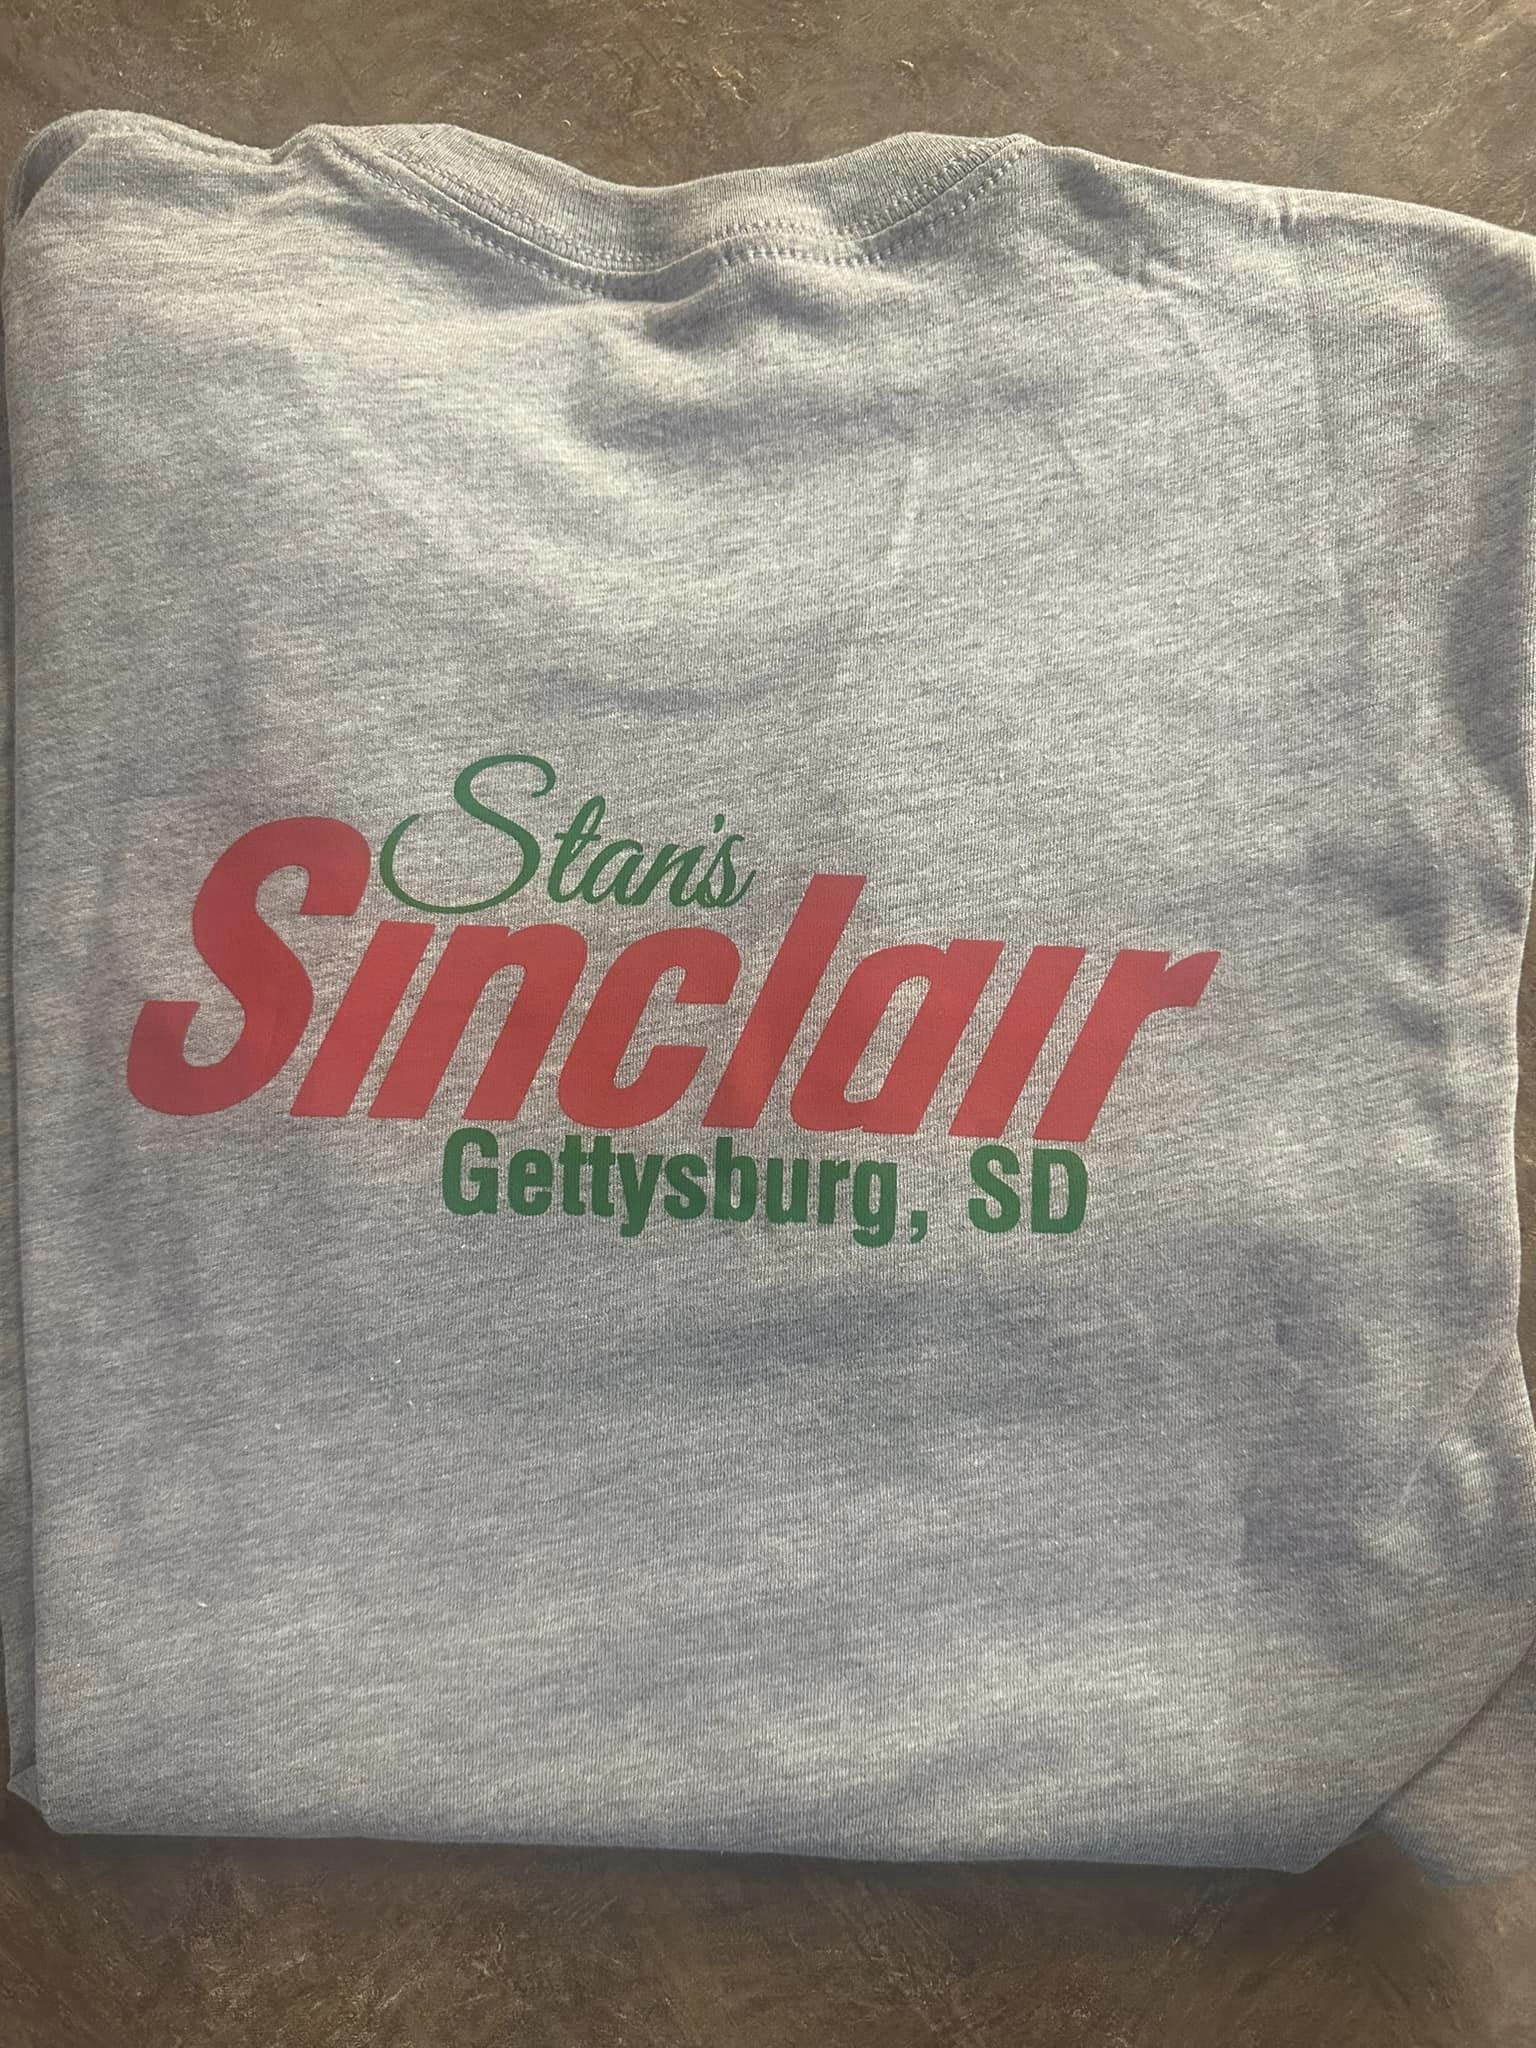 Stan's
Sinclair
Gettysburg, SD